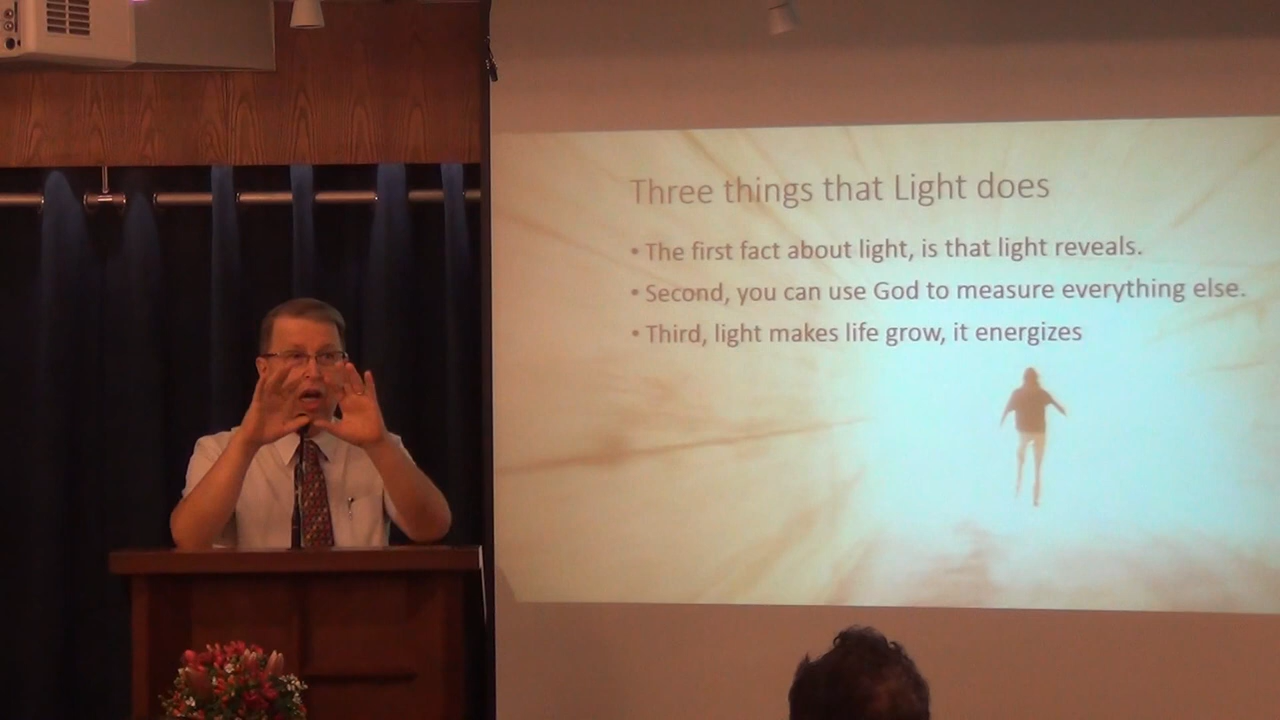 Three things that Light does
• The first fact about light, is that light reveals.
• Second, you can use God to measure everything else.
• Third, light makes life grow, it energizes